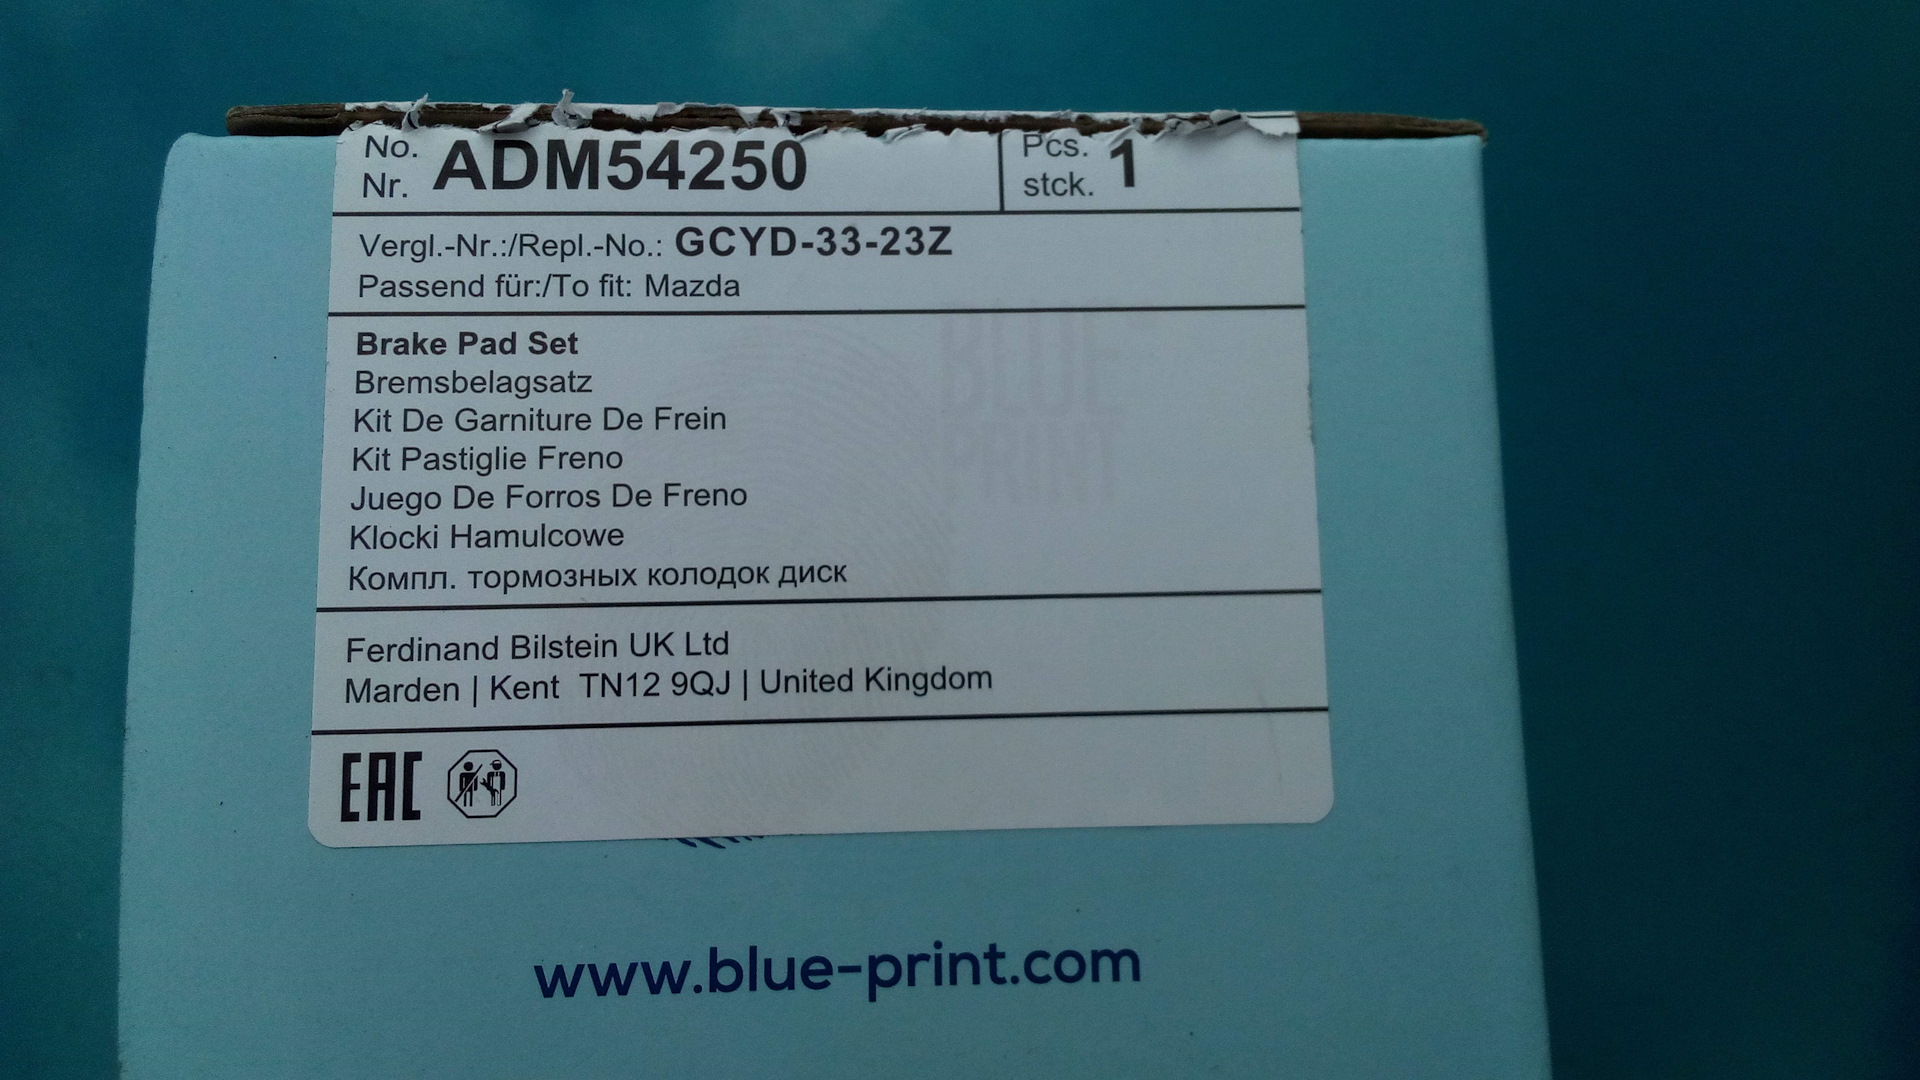 No. ADM54250 Pcs. 1
Nr. stck.
Vergl.-Nr.:/Repl.-No.: GCYD-33-23Z
Passend für:/To fit: Mazda
Brake Pad Set
Bremsbelagsatz
Kit De Garniture De Frein
Kit Pastiglie Freno
Juego De Forros De Freno
Klocki Hamulcowe
Компл. тормозных колодок диск
BLUE
PRINT
Ferdinand Bilstein UK Ltd
Marden | Kent TN12 9QJ | United Kingdom
EAC
www.blue-print.com